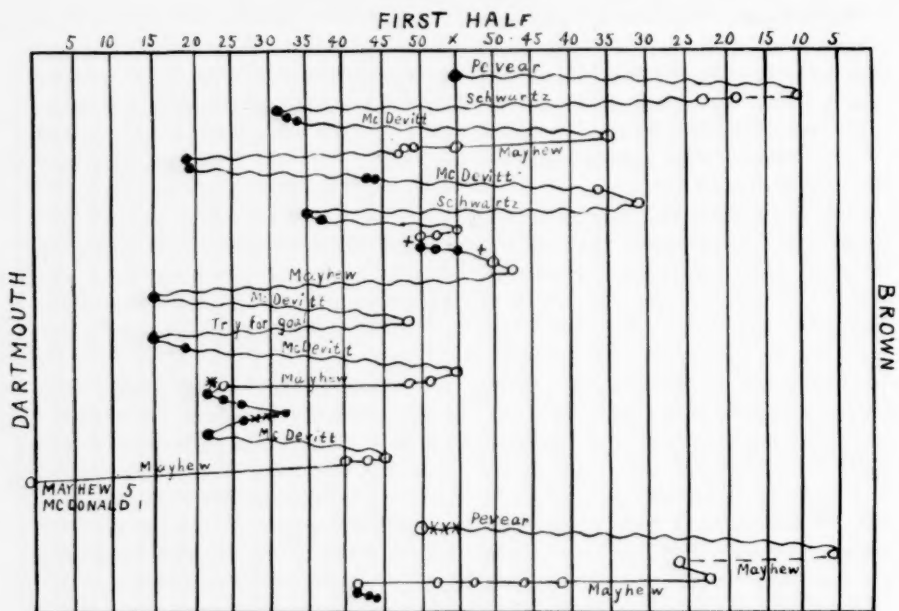 FIRST HALF
5 10 15 20 25 30 35 40 45 50 X 50 45 40 35 30 25 20 15 10 5
Pevear
Schwartz
McDevitt
Mayhew
McDevitt
Schwartz
+ +
Mayhew
McDevitt
Try for goal
McDevitt
Mayhew
McDevitt
Mayhew
MAYHEW 5
MCDONALD 1
Pevear
Mayhew
Mayhew
DARTMOUTH
BROWN